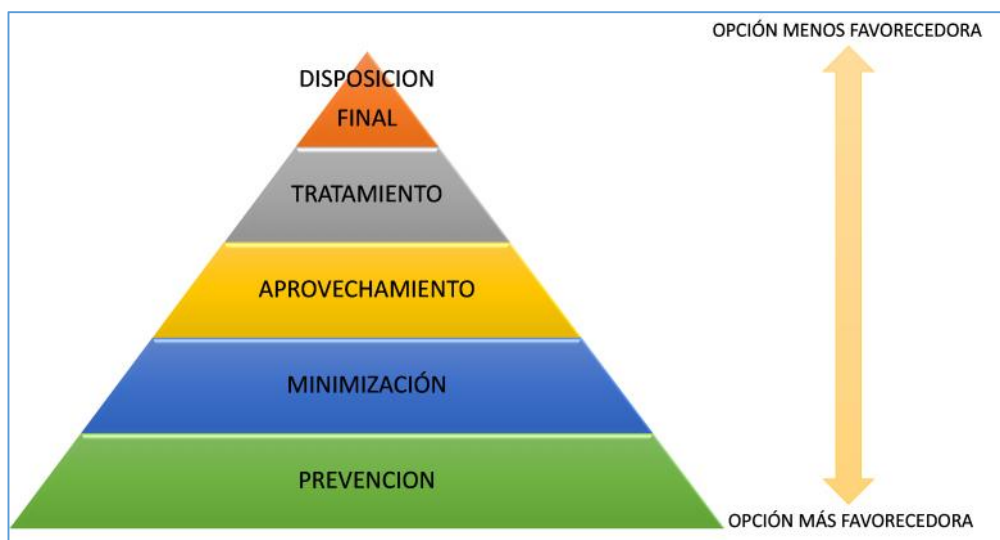 OPCIÓN MENOS FAVORECEDORA
DISPOSICION
FINAL
TRATAMIENTO
APROVECHAMIENTO
MINIMIZACIÓN
PREVENCION
OPCIÓN MÁS FAVORECEDORA